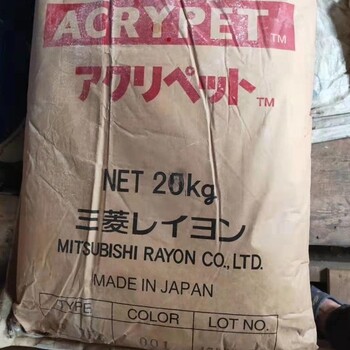 ACRYPET TM
アクリペット TM
NET 20kg
三菱レイヨン
MITSUBISHI RAYON CO., LTD.
MADE IN JAPAN
TYPE COLOR LOT NO.
001